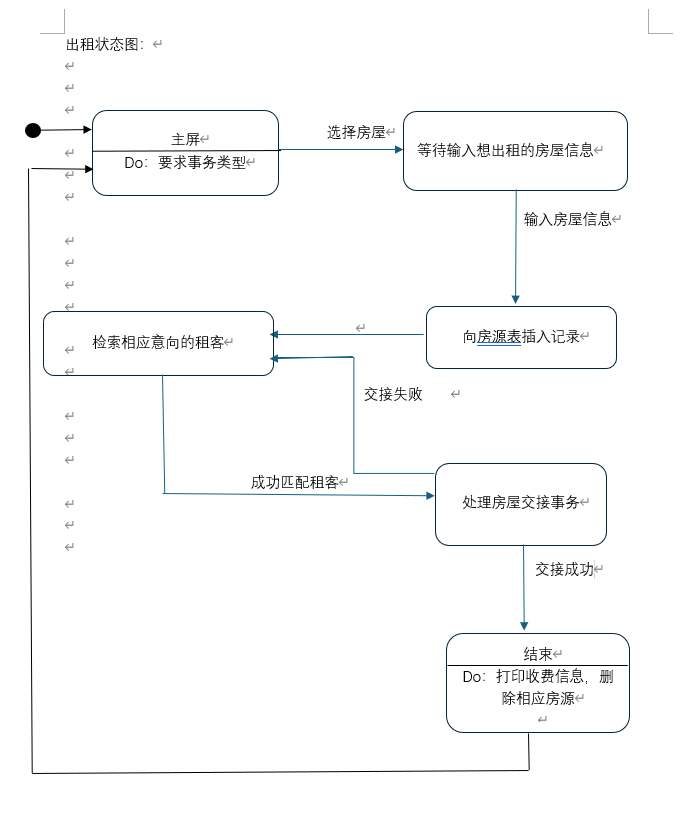 出租状态图：
主屏
Do：要求事务类型
选择房屋
等待输入想出租的房屋信息
输入房屋信息
检索相应意向的租客
向房源表插入记录
交接失败
成功匹配租客
处理房屋交接事务
交接成功
结束
Do：打印收费信息，删
除相应房源